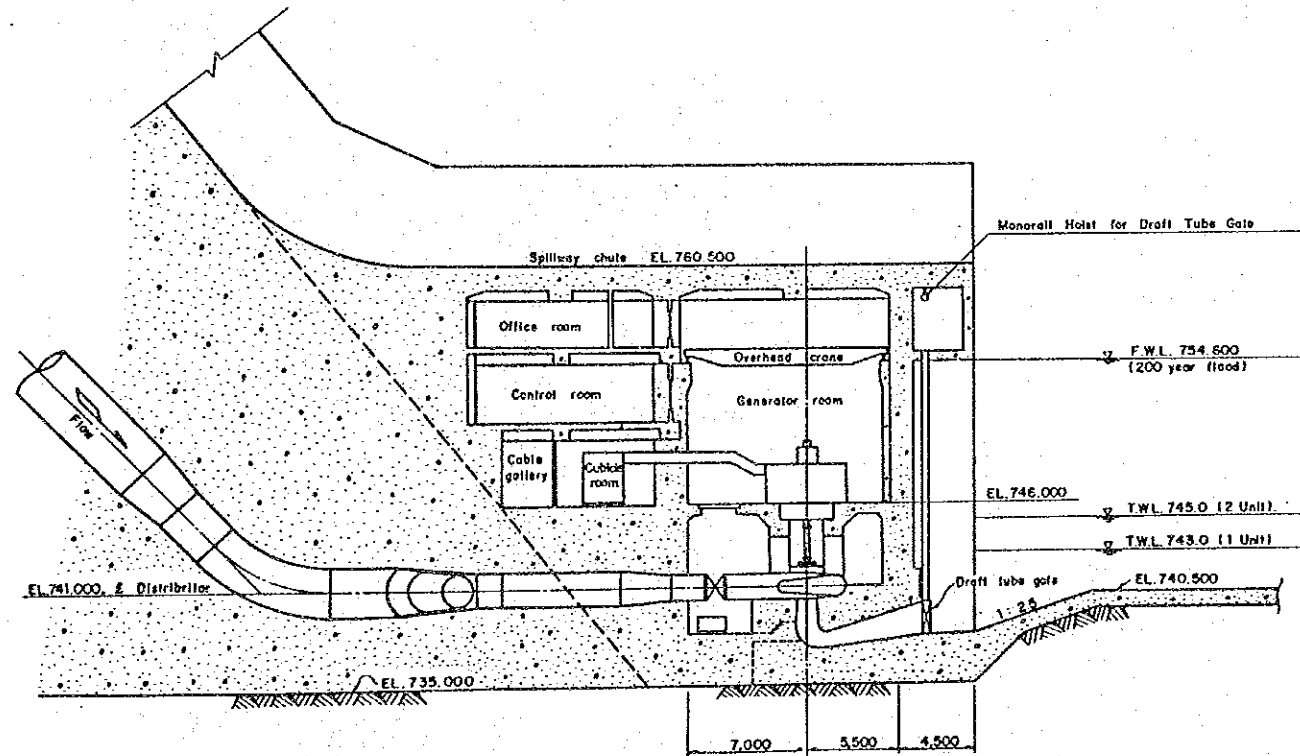 Monorail Hoist for Draft Tube Gate
Spillway chute EL.760.500
Office room
Overhead crane
F.W.L. 754.600
(200 year flood)
Control room
Generator room
Flow
Cable
gallery
Cubicle
room
EL.746.000
T.W.L. 745.0 (2 Unit)
T.W.L. 743.0 (1 Unit)
Draft tube gate
EL.740.500
EL.741.000, ℄ Distributor
1:2.5
EL.735.000
7,000
5,500
4,500